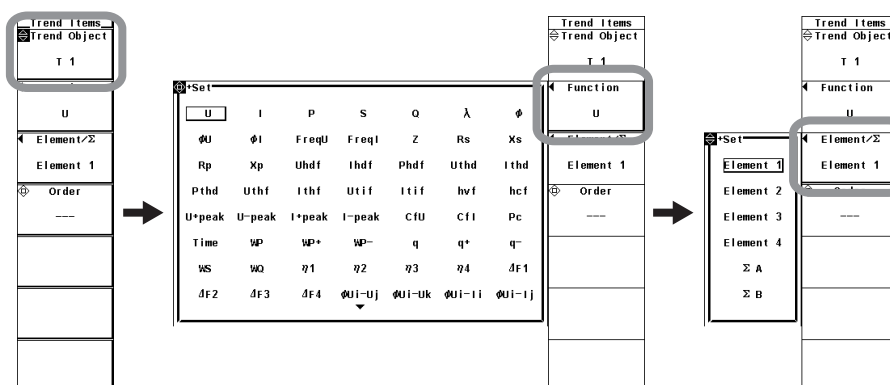 Trend Items
Trend Object
T 1
U
Element/Σ
Element 1
Order
---
+Set
U I P S Q λ ϕ
ϕU ϕI FreqU FreqI Z Rs Xs
Rp Xp Uhdf Ihdf Phdf Uthd Ithd
Pthd Uthf Ithf Utif Itif hvf hcf
U+peak U-peak I+peak I-peak CfU CfI Pc
Time WP WP+ WP- q q+ q-
WS WQ η1 η2 η3 η4 ΔF1
ΔF2 ΔF3 ΔF4 ϕUi-Uj ϕUi-Uk ϕUi-Ii ϕUi-Ij
Trend Items
Trend Object
T 1
Function
U
Element/Σ
Element 1
Order
---
+Set
Element 1
Element 2
Element 3
Element 4
Σ A
Σ B
Trend Items
Trend Object
T 1
Function
U
Element/Σ
Element 1
---